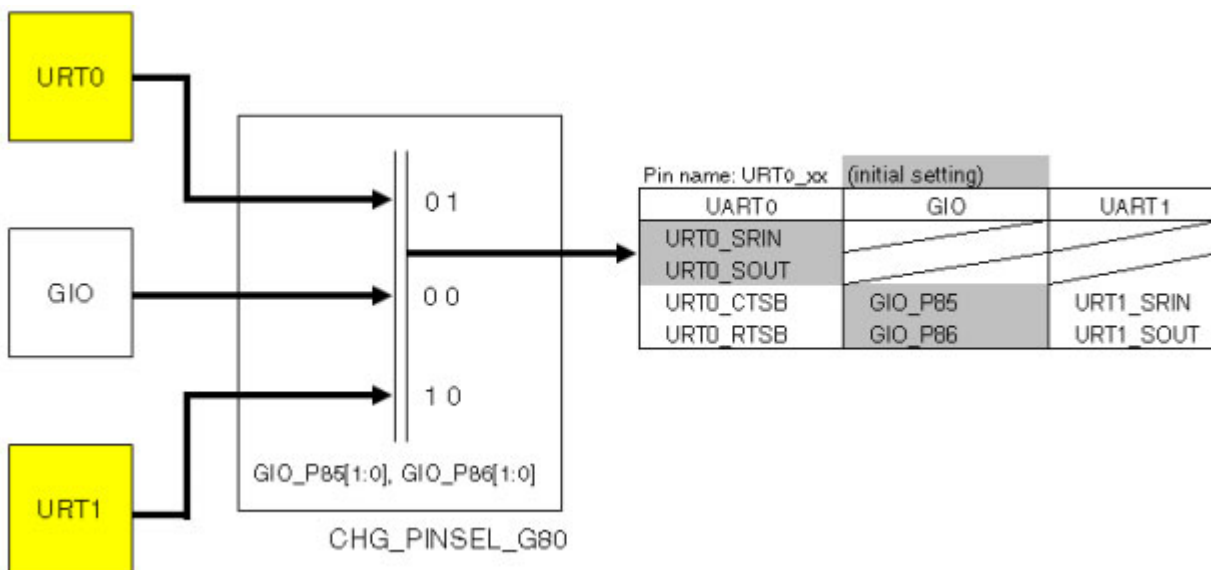 URT0
GIO
URT1
0 1
0 0
1 0
GIO_P85[1:0], GIO_P86[1:0]
CHG_PINSEL_G80
Pin name: URT0_xx (initial setting)
UART0 GIO UART1
URT0_SRIN
URT0_SOUT
URT0_CTSB GIO_P85 URT1_SRIN
URT0_RTSB GIO_P86 URT1_SOUT